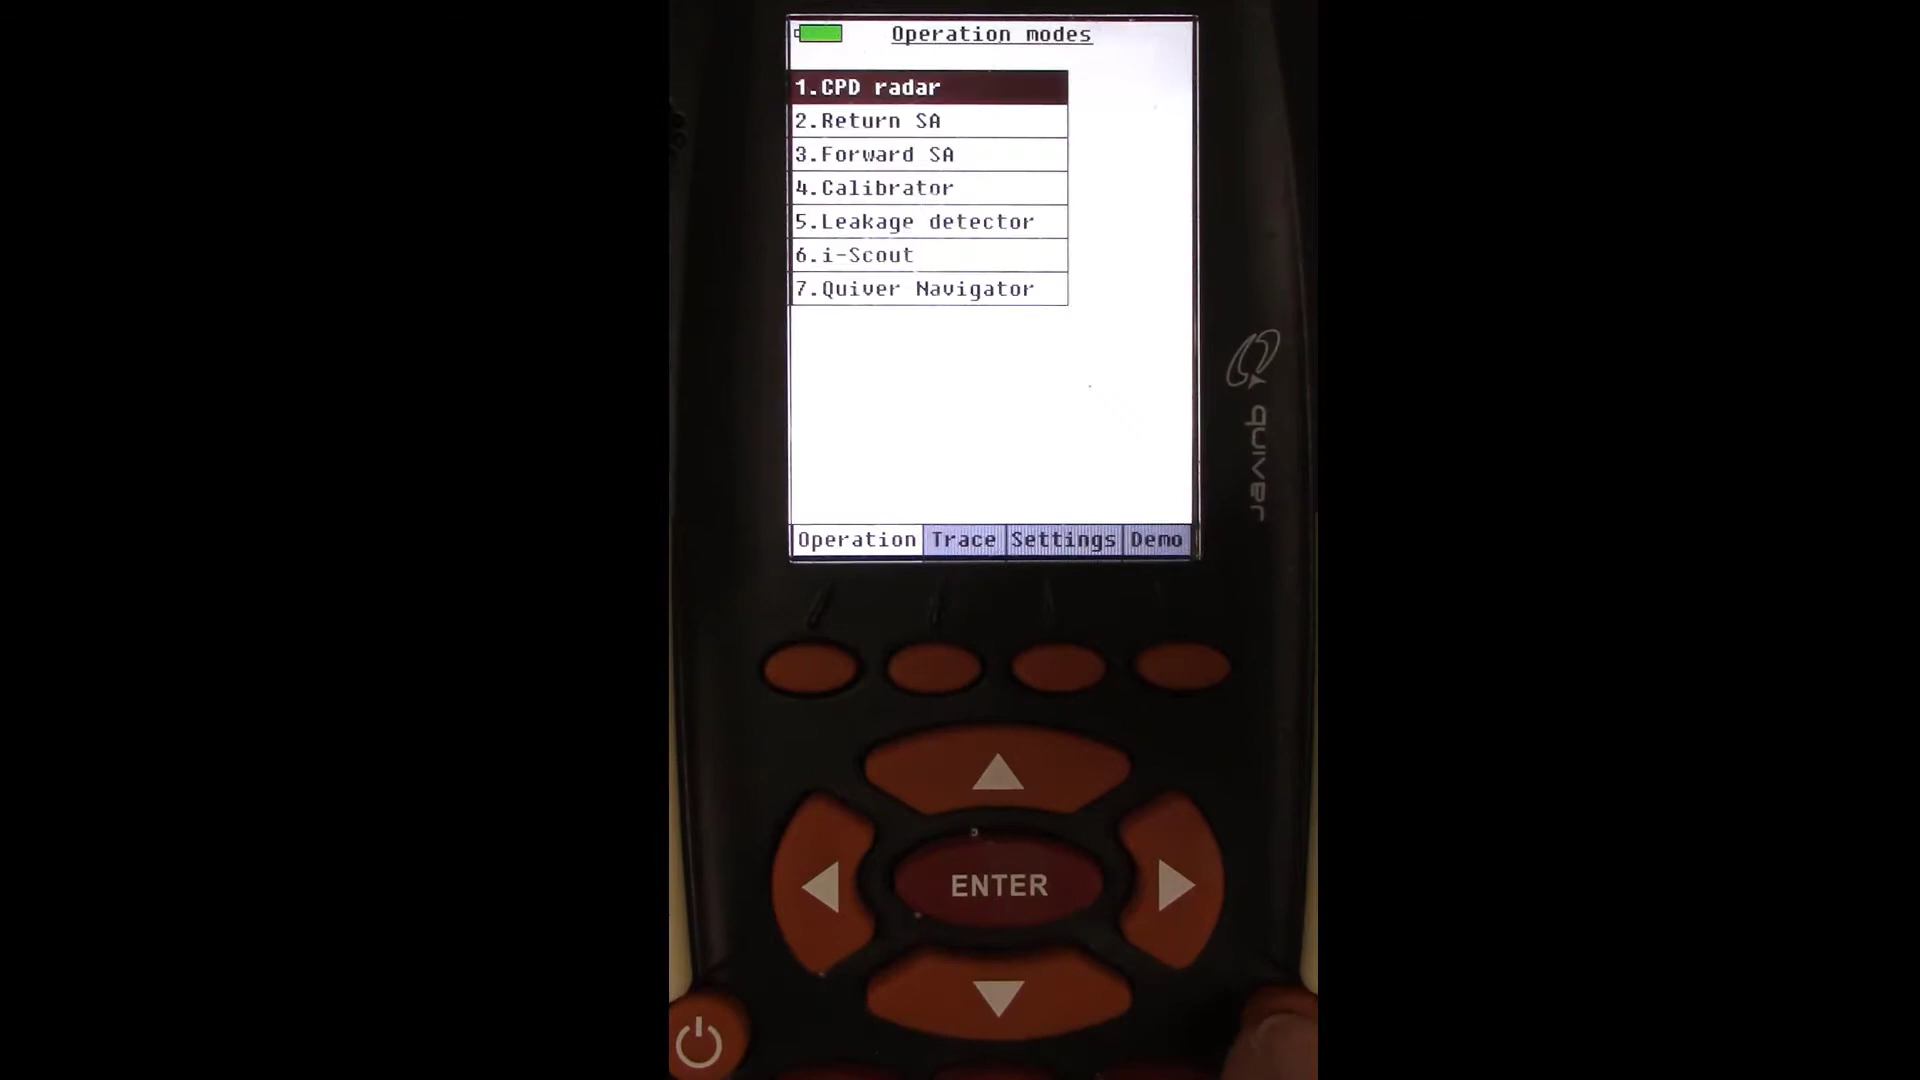 Operation modes
1.CPD radar
2.Return SA
3.Forward SA
4.Calibrator
5.Leakage detector
6.i-Scout
7.Quiver Navigator
Operation Trace Settings Demo
quiver
ENTER